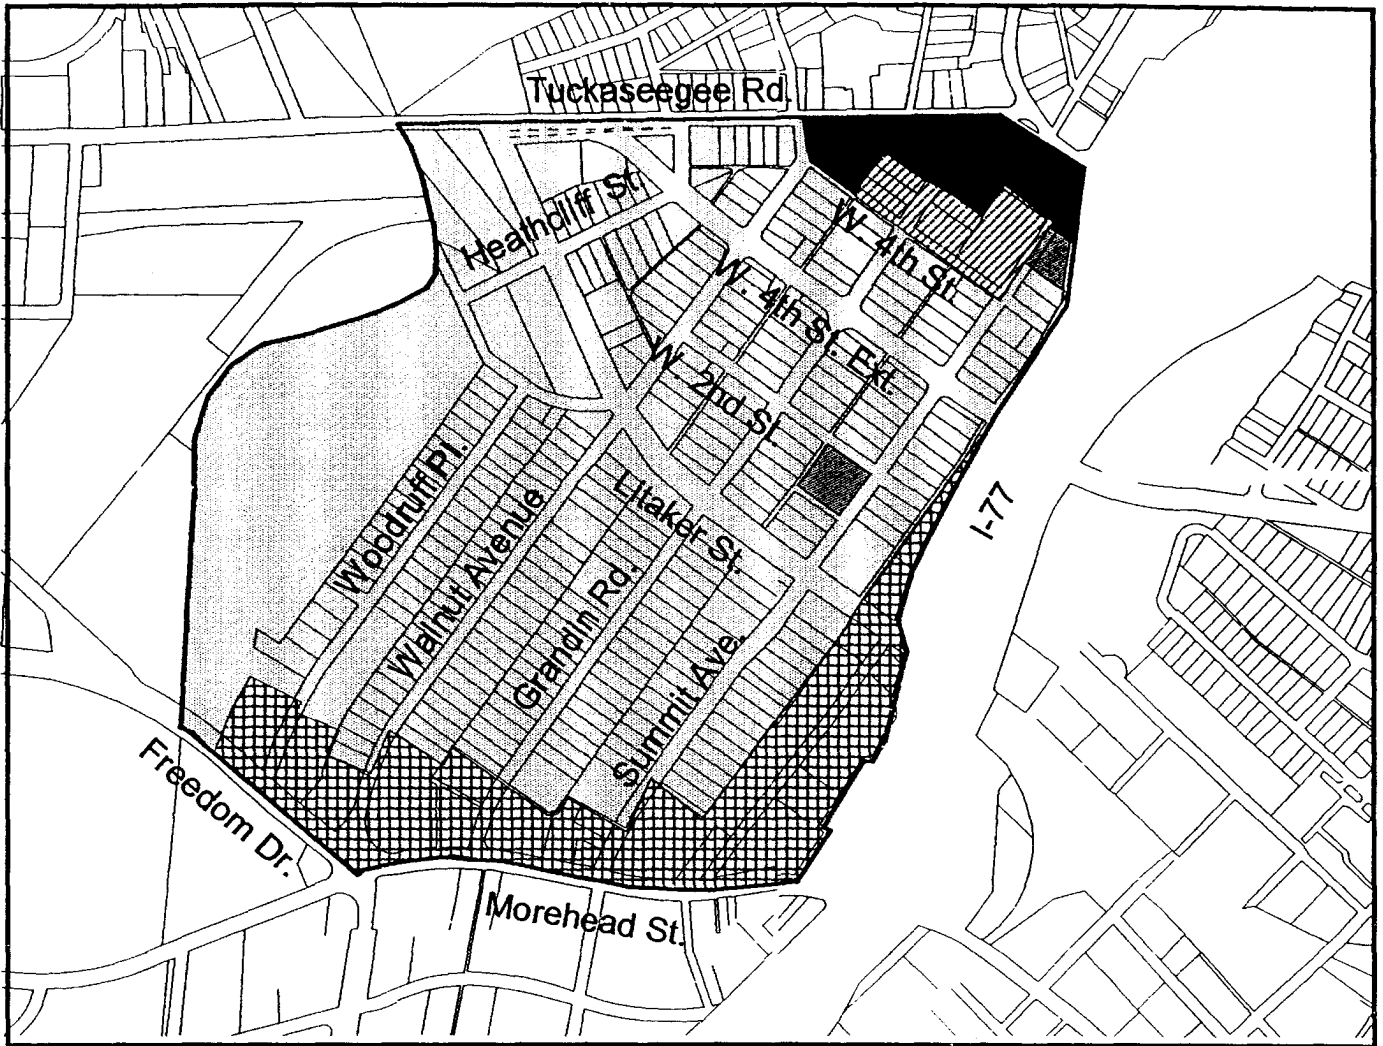 Tuckaseegee Rd.
Heathcliff St.
W. 4th St.
W. 4th St. Ext.
W. 2nd St.
I-77
Woodruff Pl.
Walnut Avenue
Litaker St.
Grandin Rd.
Summit Ave.
Freedom Dr.
Morehead St.